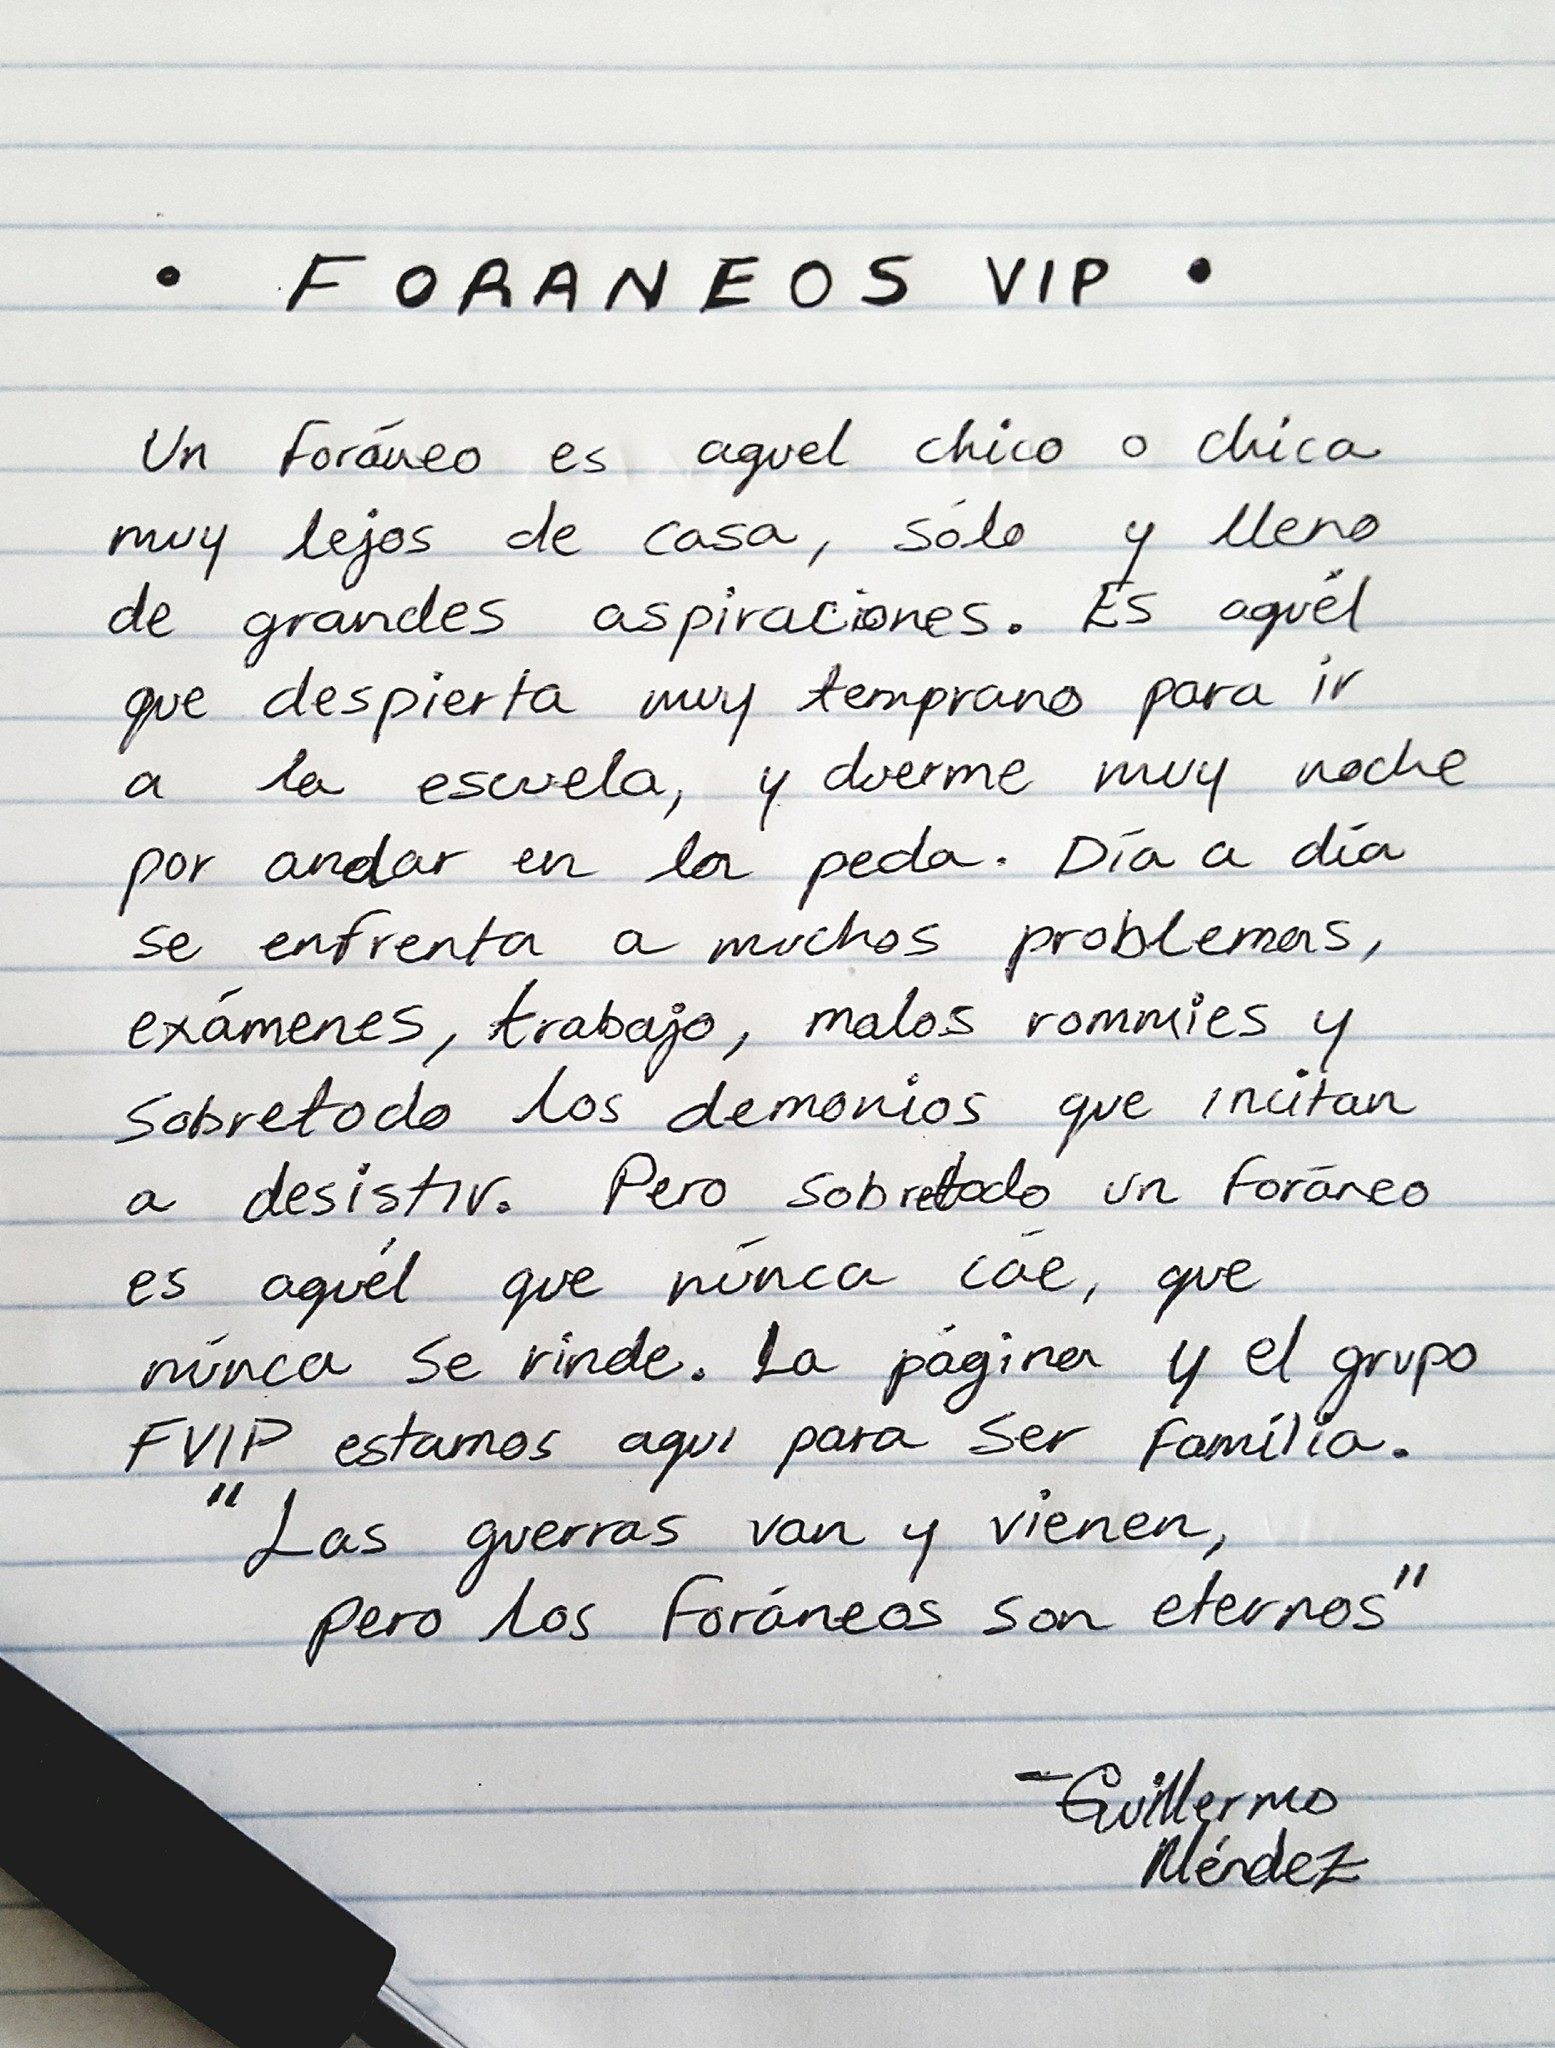 • FORANEOS VIP •
Un foráneo es aquel chico o chica
muy lejos de casa, sólo y lleno
de grandes aspiraciones. Es aquél
que despierta muy temprano para ir
a la escuela, y duerme muy noche
por andar en la peda. Día a día
se enfrenta a muchos problemas,
exámenes, trabajo, malos rommies y
sobretodo los demonios que incitan
a desistir. Pero sobretodo un foráneo
es aquél que núnca cáe, que
núnca se rinde. La página y el grupo
FVIP estamos aqui para ser família.
"Las guerras van y vienen,
pero los foráneos son eternos"
-Guillermo
Méndez